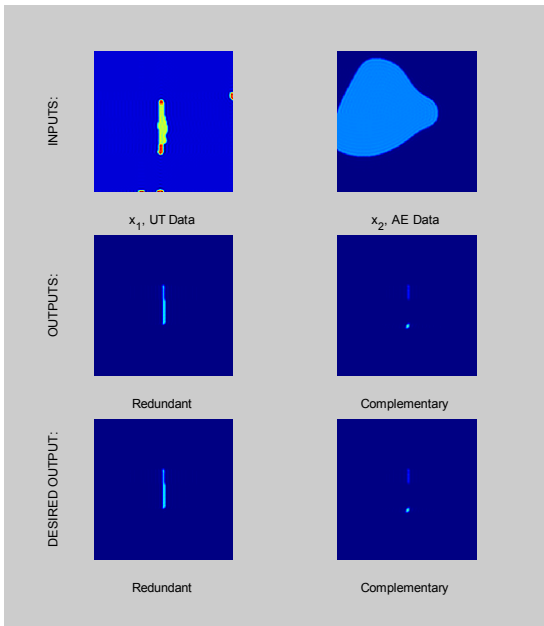 INPUTS:
x1, UT Data
x2, AE Data
OUTPUTS:
Redundant
Complementary
DESIRED OUTPUT:
Redundant
Complementary